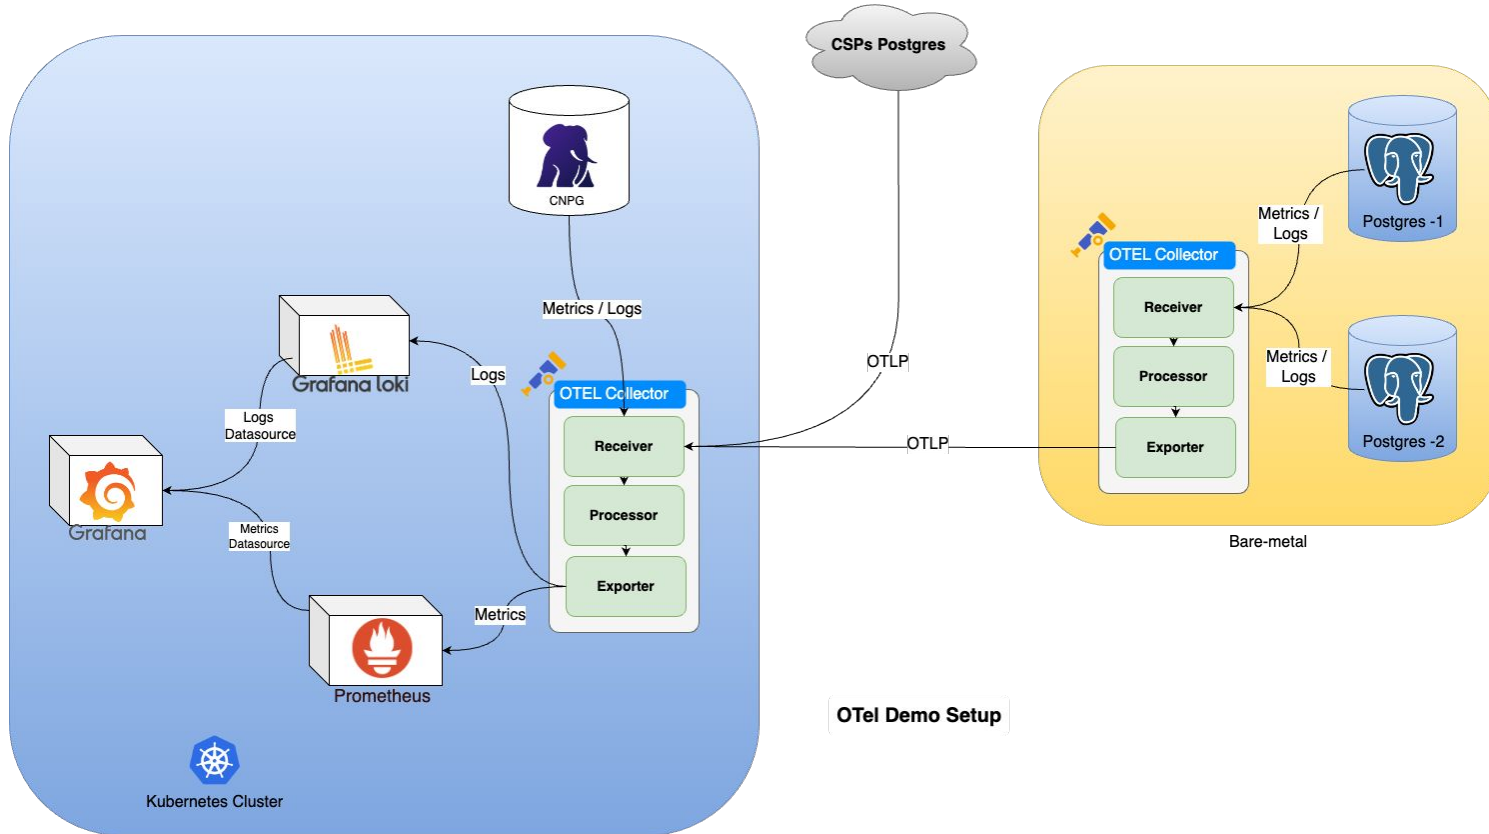 CSPs Postgres
CNPG
Metrics / Logs
Grafana loki
Logs
OTEL Collector
Receiver
Processor
Exporter
Logs
Datasource
Grafana
Metrics
Datasource
Metrics
Prometheus
Kubernetes Cluster
OTLP
OTLP
OTel Demo Setup
Postgres -1
Metrics /
Logs
OTEL Collector
Receiver
Processor
Exporter
Metrics /
Logs
Postgres -2
Bare-metal